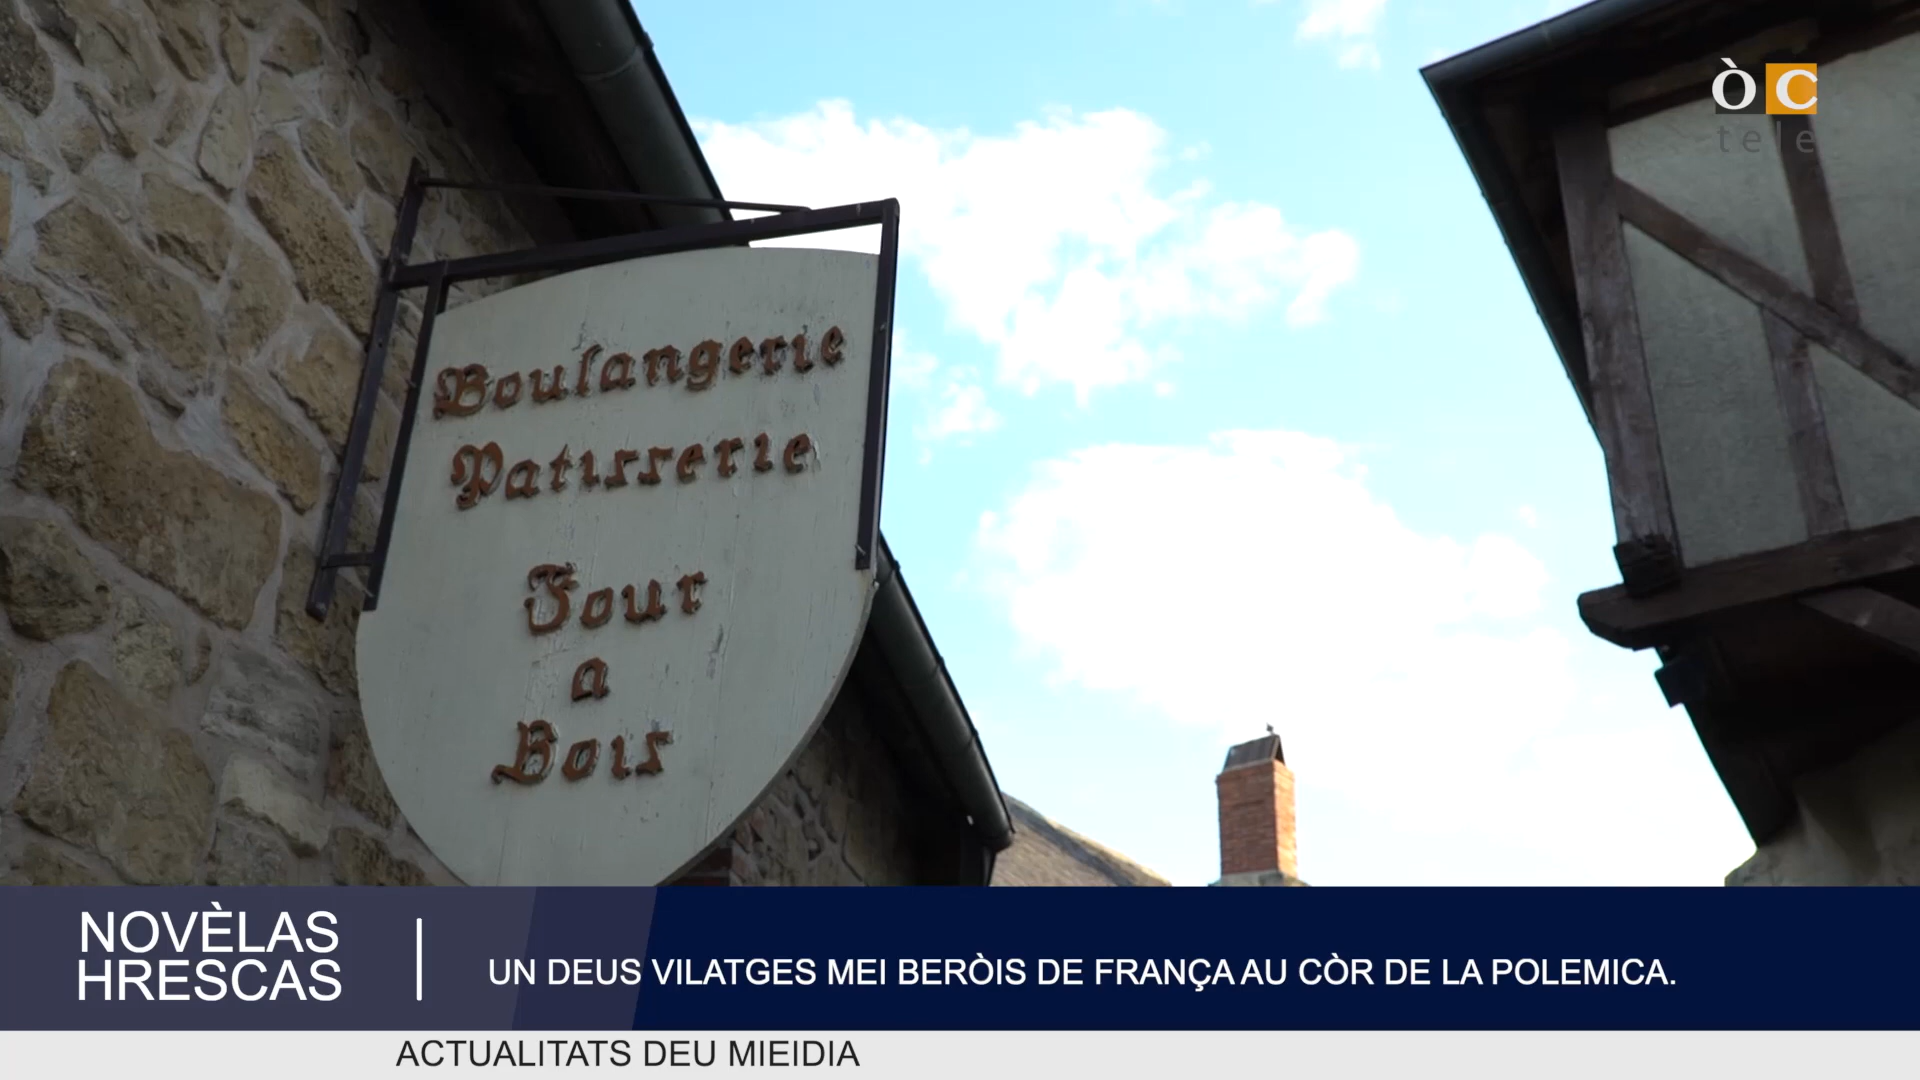 òc
tele
Boulangerie
Patisserie
Four
a
Bois
NOVÈLAS
HRESCAS
UN DEUS VILATGES MEI BERÒIS DE FRANÇA AU CÒR DE LA POLEMICA.
ACTUALITATS DEU MIEIDIA